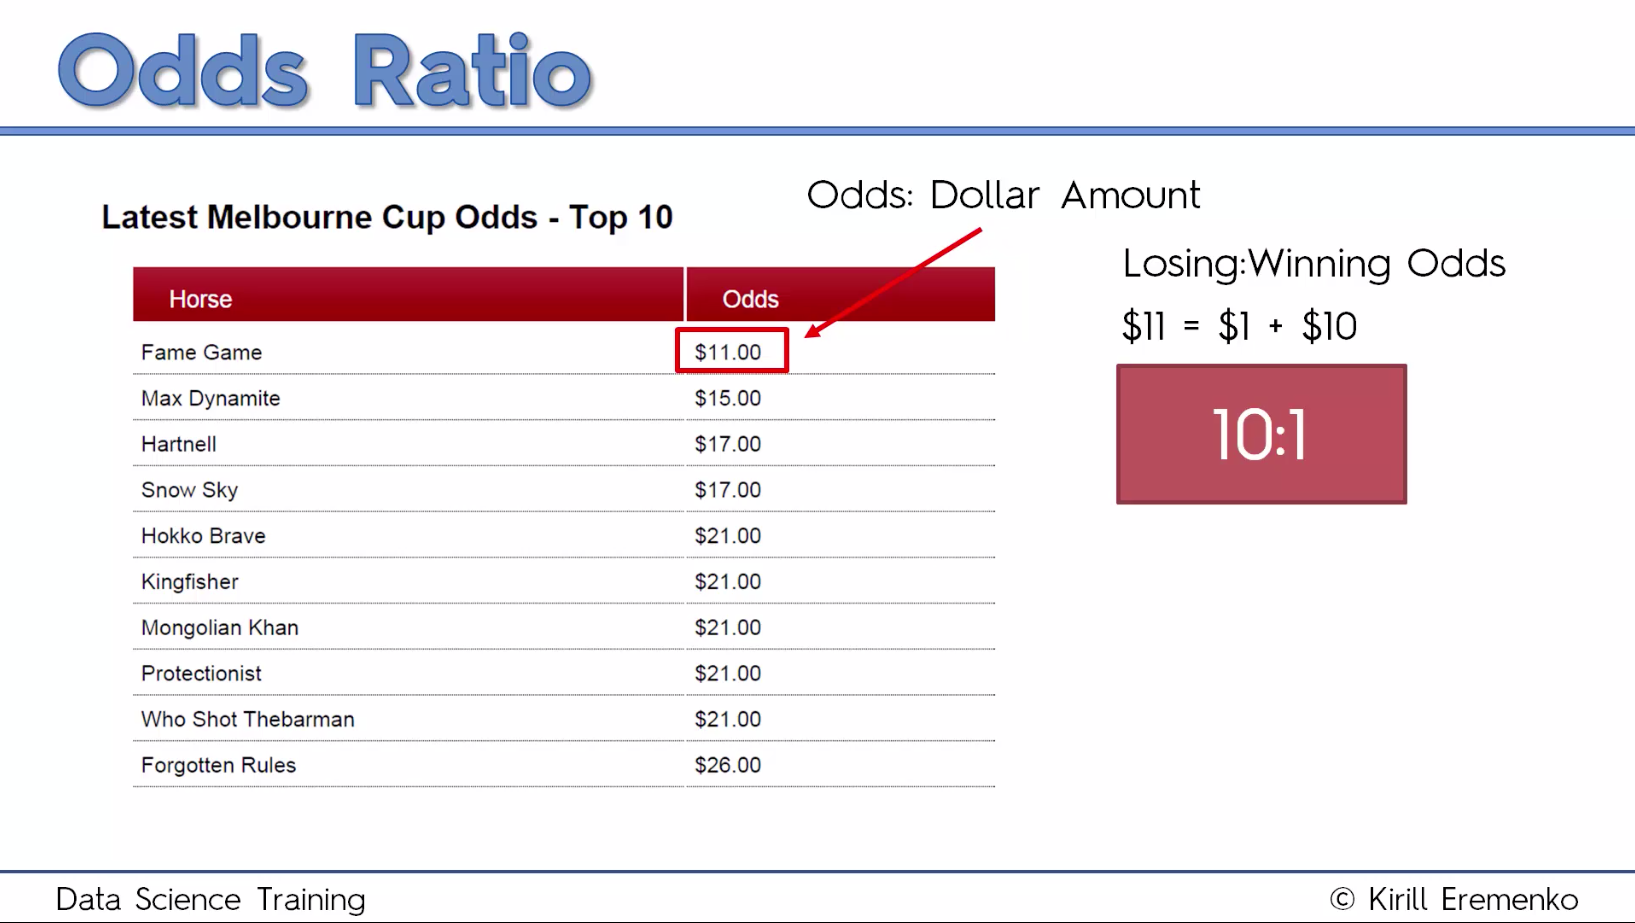 Odds Ratio
Latest Melbourne Cup Odds - Top 10
Odds: Dollar Amount
Losing:Winning Odds
$11 = $1 + $10
10:1
Horse Odds
Fame Game $11.00
Max Dynamite $15.00
Hartnell $17.00
Snow Sky $17.00
Hokko Brave $21.00
Kingfisher $21.00
Mongolian Khan $21.00
Protectionist $21.00
Who Shot Thebarman $21.00
Forgotten Rules $26.00
Data Science Training
© Kirill Eremenko